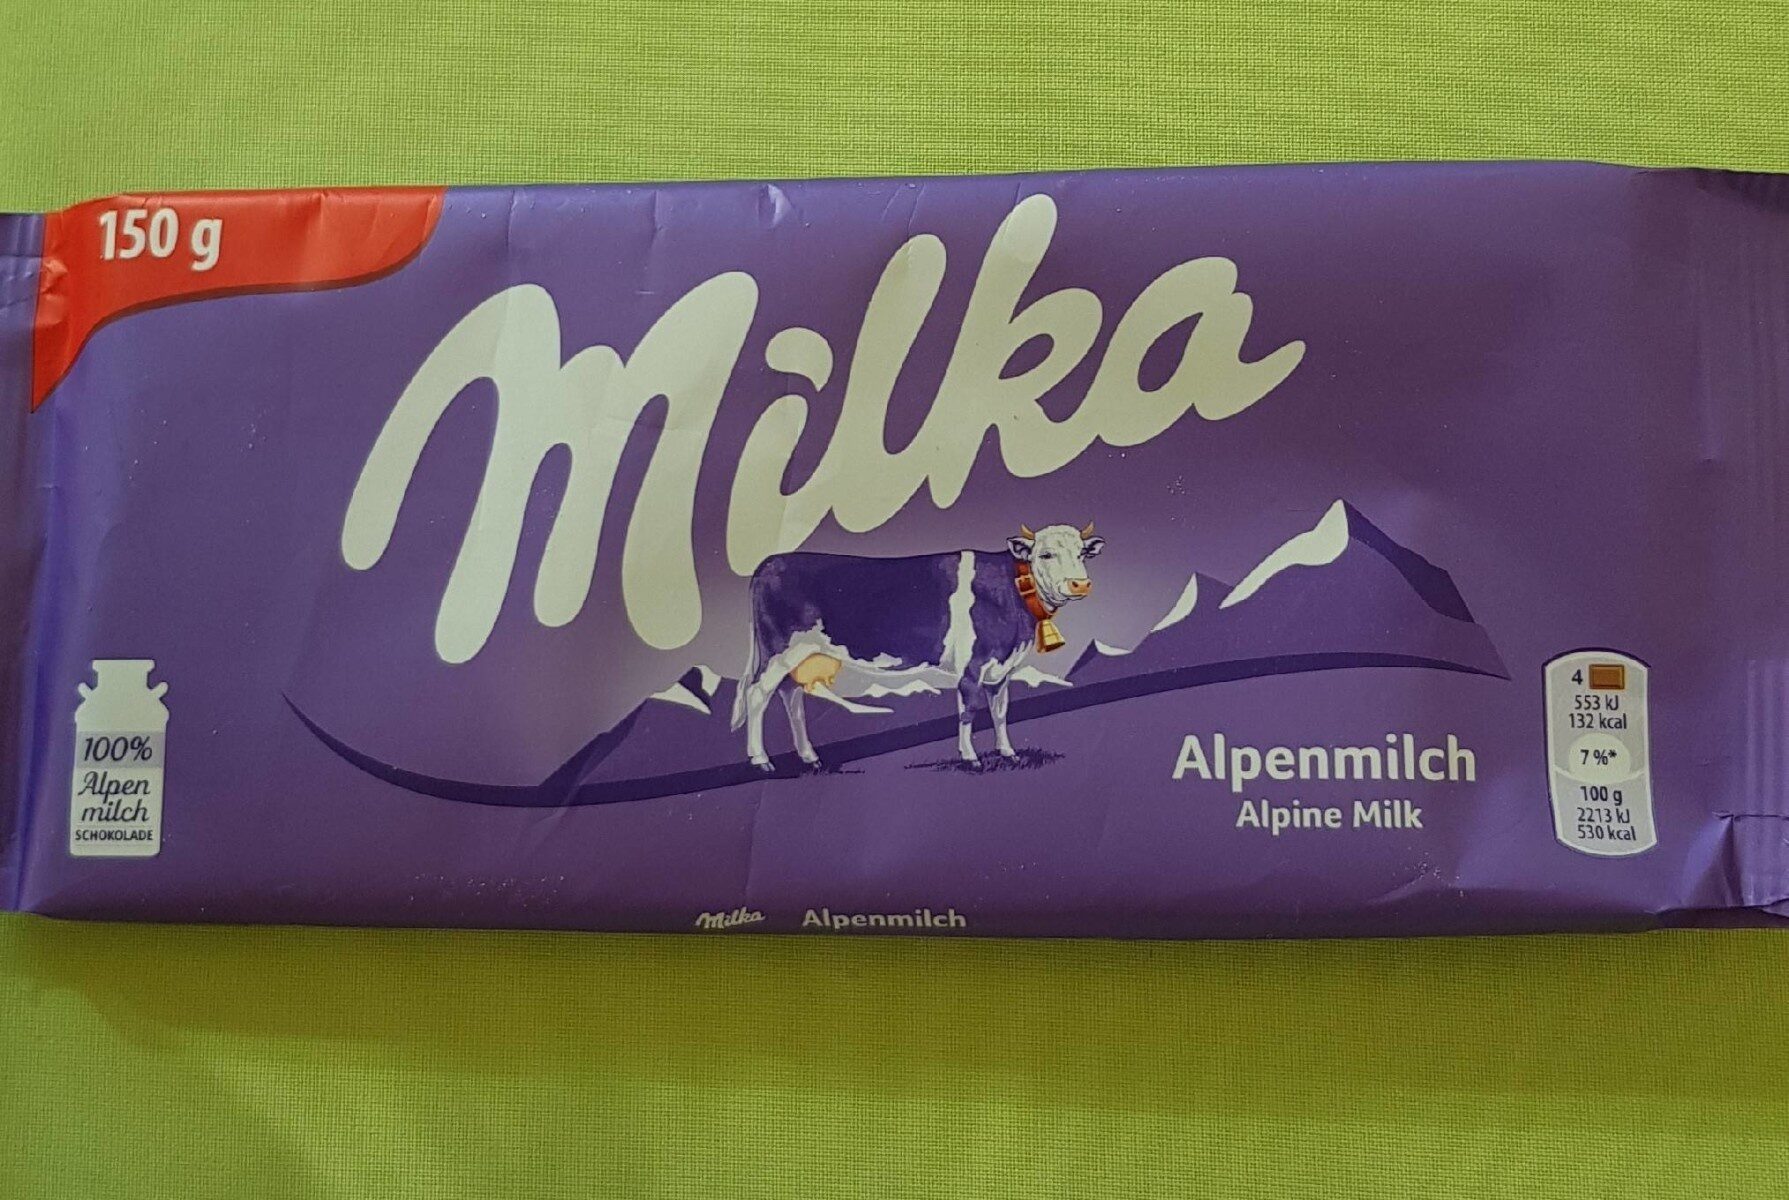 150 g
Milka
100%
Alpen
milch
SCHOKOLADE
Alpenmilch
Alpine Milk
4
553 kJ
132 kcal
7 %*
100 g
2213 kJ
530 kcal
Milka Alpenmilch